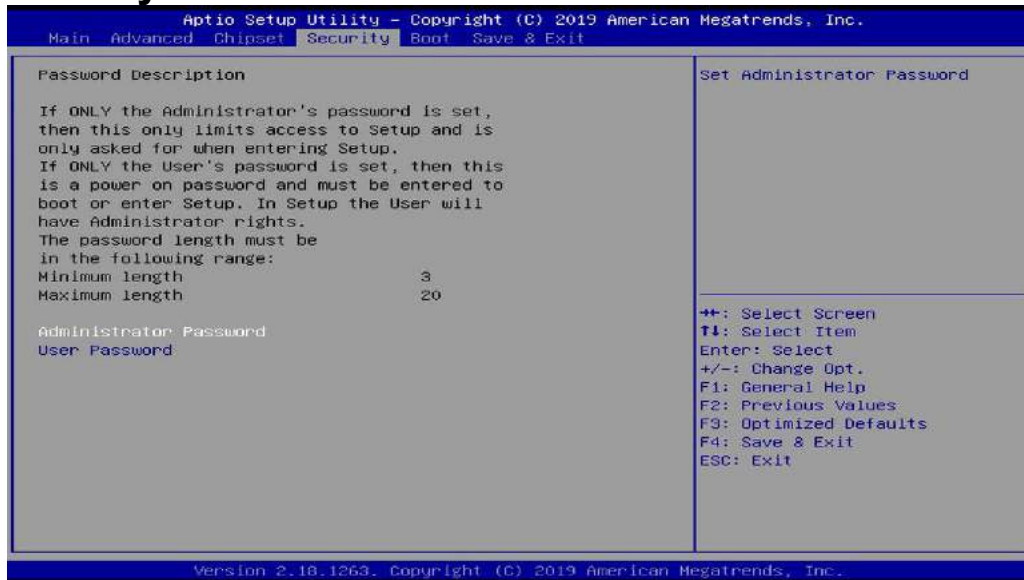 Aptio Setup Utility – Copyright (C) 2019 American Megatrends, Inc.
Main Advanced Chipset Security Boot Save & Exit
Password Description
If ONLY the Administrator's password is set,
then this only limits access to Setup and is
only asked for when entering Setup.
If ONLY the User's password is set, then this
is a power on password and must be entered to
boot or enter Setup. In Setup the User will
have Administrator rights.
The password length must be
in the following range:
Minimum length 3
Maximum length 20
Administrator Password
User Password
Set Administrator Password
→←: Select Screen
↑↓: Select Item
Enter: Select
+/-: Change Opt.
F1: General Help
F2: Previous Values
F3: Optimized Defaults
F4: Save & Exit
ESC: Exit
Version 2.18.1263. Copyright (C) 2019 American Megatrends, Inc.